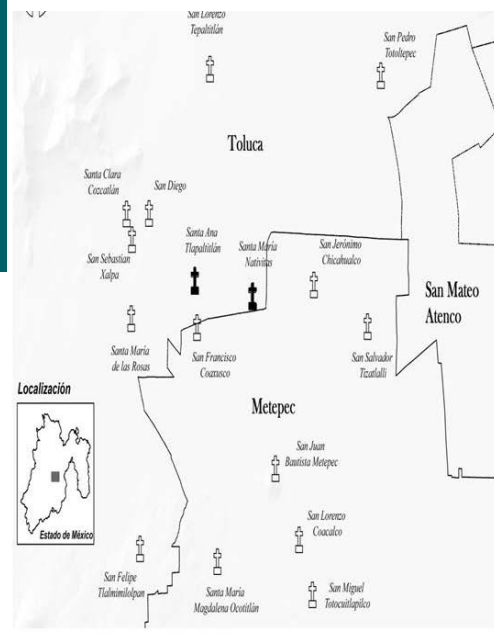 San Lorenzo
Tepaltitlán
San Pedro
Totoltepec
Toluca
Santa Clara
Cozcatlán
San Diego
Santa Ana
Tlapaltitlán
Santa María
Nativitas
San Jerónimo
Chicahualco
San Sebastian
Xalpa
San Mateo
Atenco
Santa María
de las Rosas
San Francisco
Coaxusco
San Salvador
Tizatlalli
Localización
Metepec
Estado de México
San Juan
Bautista Metepec
San Lorenzo
Coacalco
San Felipe
Tlalmimilolpan
Santa María
Magdalena Ocotitlán
San Miguel
Totocuitlapilco